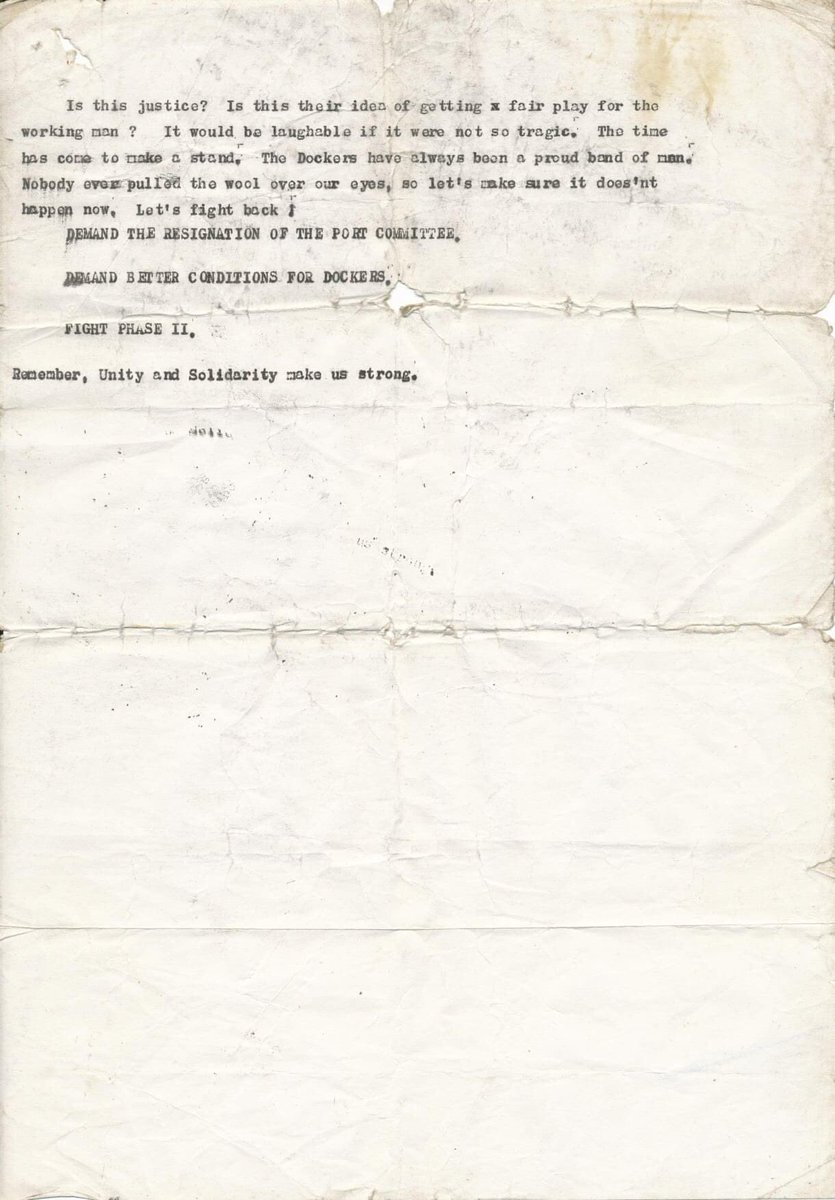 Is this justice? Is this their idea of getting x fair play for the
working man ? It would be laughable if it were not so tragic. The time
has come to make a stand. The Dockers have always been a proud band of men.
Nobody ever pulled the wool over our eyes, so let's make sure it does'nt
happen now. Let's fight back !
DEMAND THE RESIGNATION OF THE PORT COMMITTEE.
DEMAND BETTER CONDITIONS FOR DOCKERS.
FIGHT PHASE II.
Remember, Unity and Solidarity make us strong.
us strong.